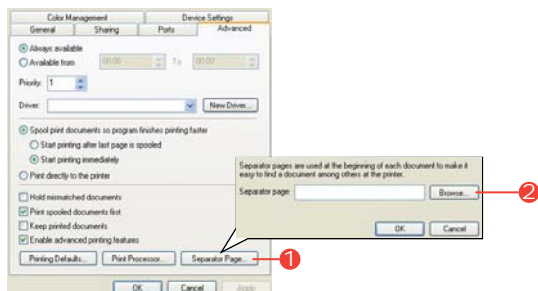 Color Management Device Settings
General Sharing Ports Advanced
Always available
Available from 00:00 To 00:00
Priority: 1
Driver: New Driver...
Spool print documents so program finishes printing faster
Start printing after last page is spooled
Start printing immediately
Print directly to the printer
Hold mismatched documents
Print spooled documents first
Keep printed documents
Enable advanced printing features
Printing Defaults... Print Processor... Separator Page... 1
OK Cancel Apply
Separator pages are used at the beginning of each document to make it
easy to find a document among others at the printer.
Separator page: Browse... 2
OK Cancel